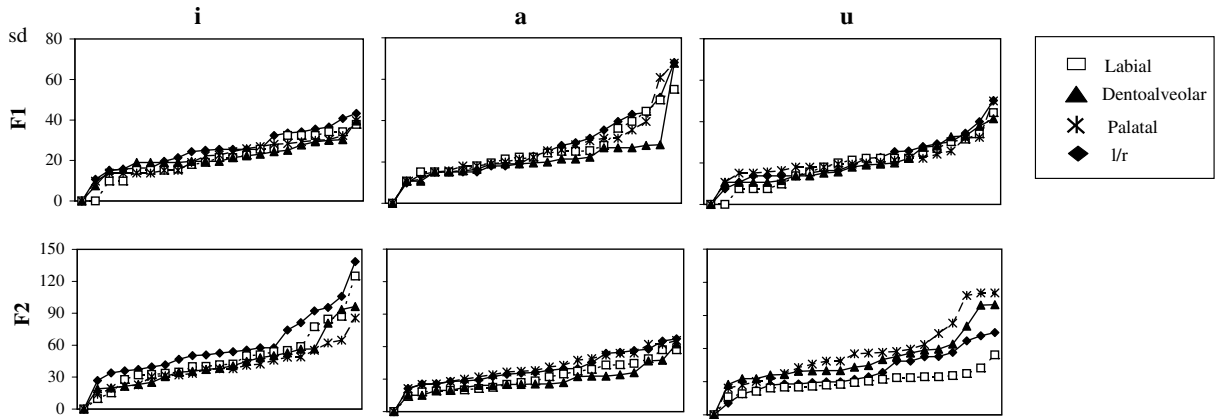 i a u
sd
80
60
40
20
0
F1
Labial
Dentoalveolar
Palatal
l/r
150
120
90
60
30
0
F2